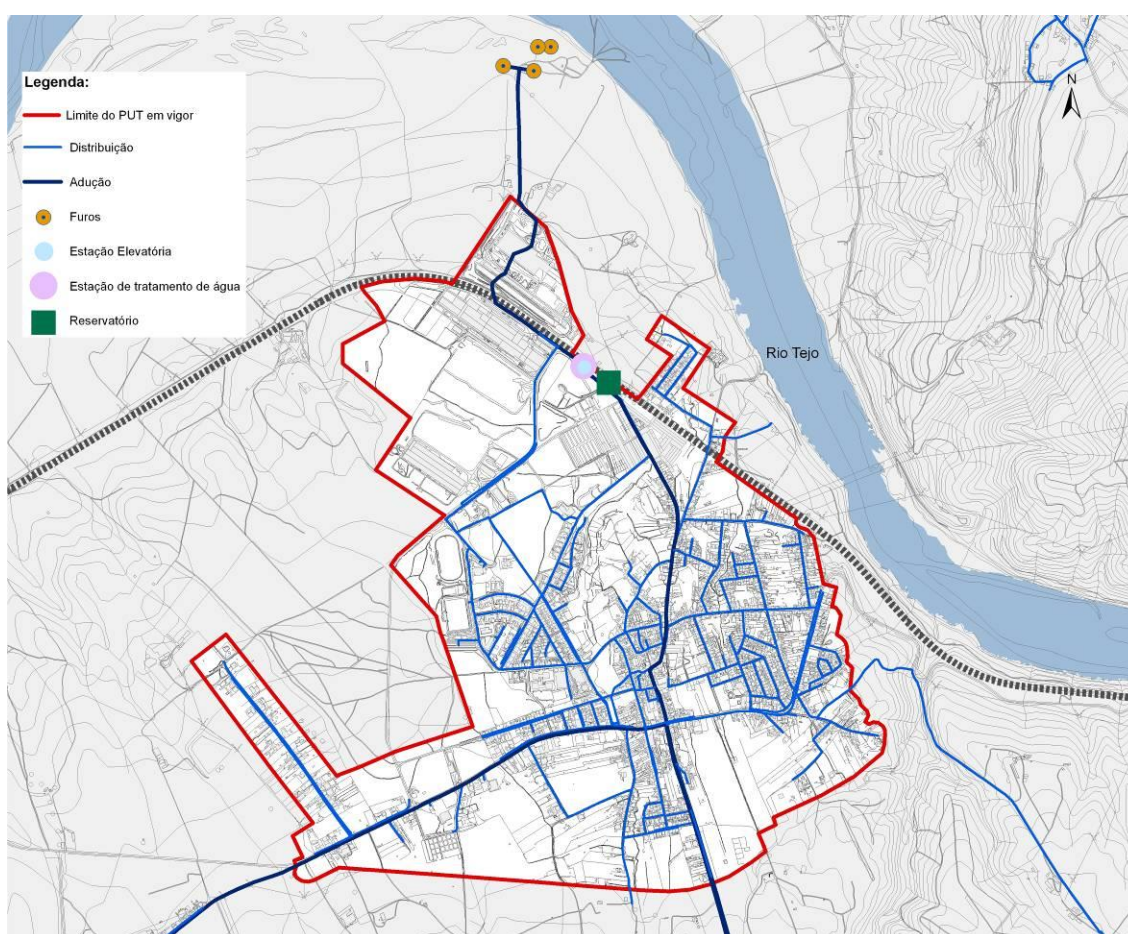 Legenda:
Limite do PUT em vigor
Distribuição
Adução
Furos
Estação Elevatória
Estação de tratamento de água
Reservatório
N
Rio Tejo